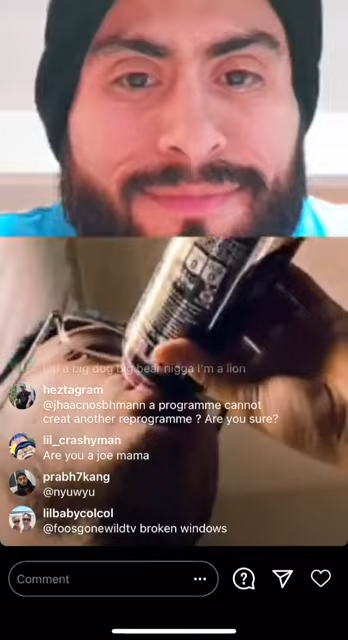 a big dog big bear nigga I'm a lion
heztagram
@jhaacnosbhmann a programme cannot
creat another reprogramme ? Are you sure?
lil_crashyman
Are you a joe mama
prabh7kang
@nyuwyu
lilbabycolcol
@foosgonewildtv broken windows
Comment